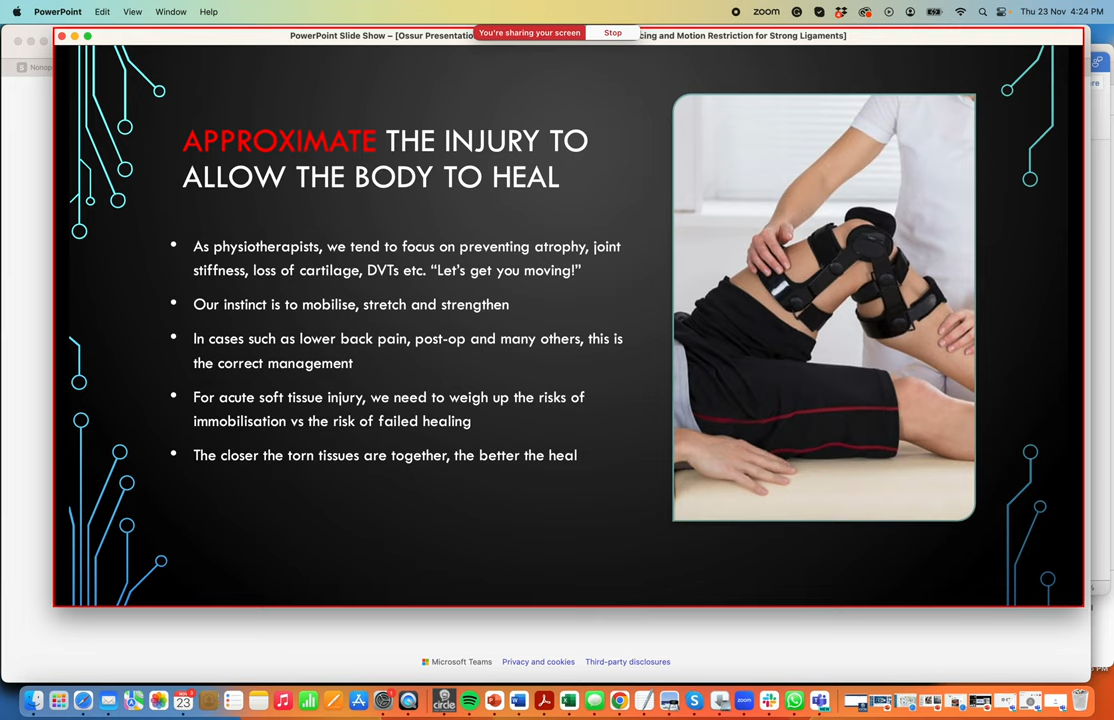 PowerPoint Edit View Window Help
zoom
Thu 23 Nov 4:24 PM
PowerPoint Slide Show – [Ossur Presentatio
You're sharing your screen
Stop
cing and Motion Restriction for Strong Ligaments]
S Nonop
APPROXIMATE THE INJURY TO
ALLOW THE BODY TO HEAL
• As physiotherapists, we tend to focus on preventing atrophy, joint
stiffness, loss of cartilage, DVTs etc. “Let’s get you moving!”
• Our instinct is to mobilise, stretch and strengthen
• In cases such as lower back pain, post-op and many others, this is
the correct management
• For acute soft tissue injury, we need to weigh up the risks of
immobilisation vs the risk of failed healing
• The closer the torn tissues are together, the better the heal
Microsoft Teams Privacy and cookies Third-party disclosures
NOV
23
circle
zoom